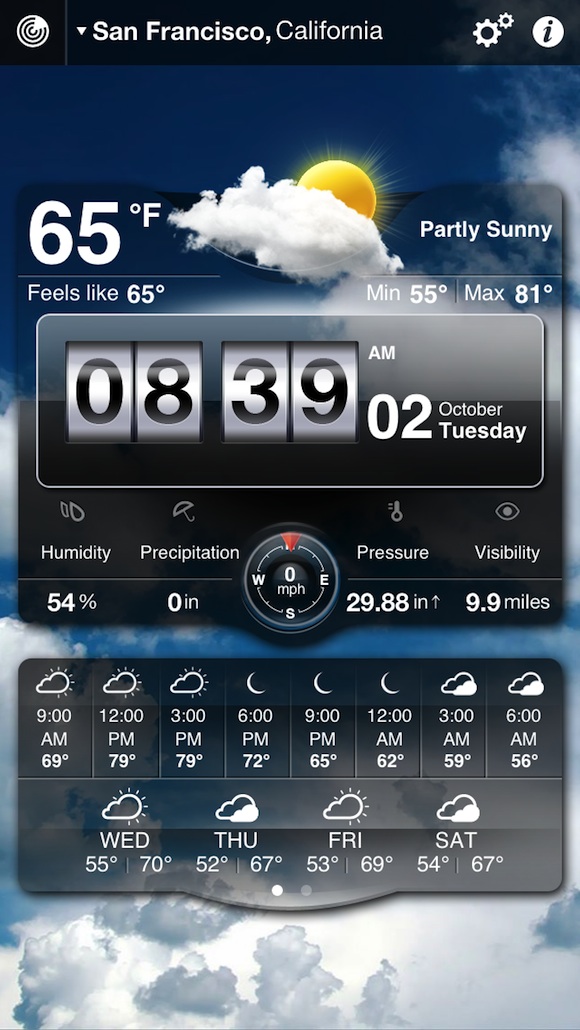 San Francisco, California
i
65 °F
Partly Sunny
Feels like 65°
Min 55° | Max 81°
08 39
AM
02
October
Tuesday
Humidity
Precipitation
Pressure
Visibility
W
E
S
0
mph
54 %
0 in
29.88 in ↑
9.9 miles
9:00 12:00 3:00 6:00 9:00 12:00 3:00 6:00
AM PM PM PM PM AM AM AM
69° 79° 79° 72° 65° 62° 59° 56°
WED THU FRI SAT
55° | 70° 52° | 67° 53° | 69° 54° | 67°